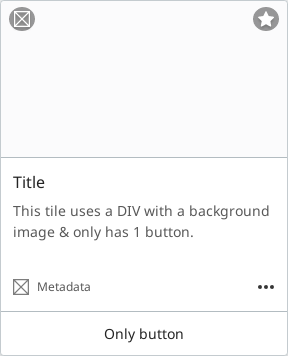 Title
This tile uses a DIV with a background
image & only has 1 button.
Metadata
Only button